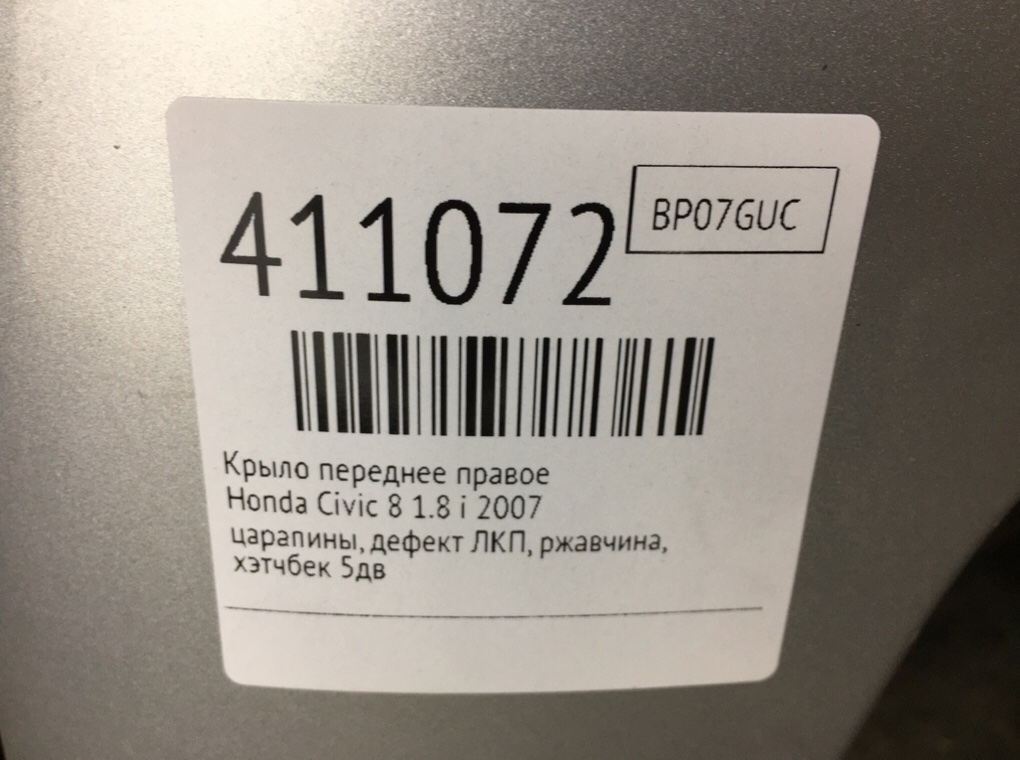 411072
BP07GUC
Крыло переднее правое
Honda Civic 8 1.8 i 2007
царапины, дефект ЛКП, ржавчина,
хэтчбек 5дв